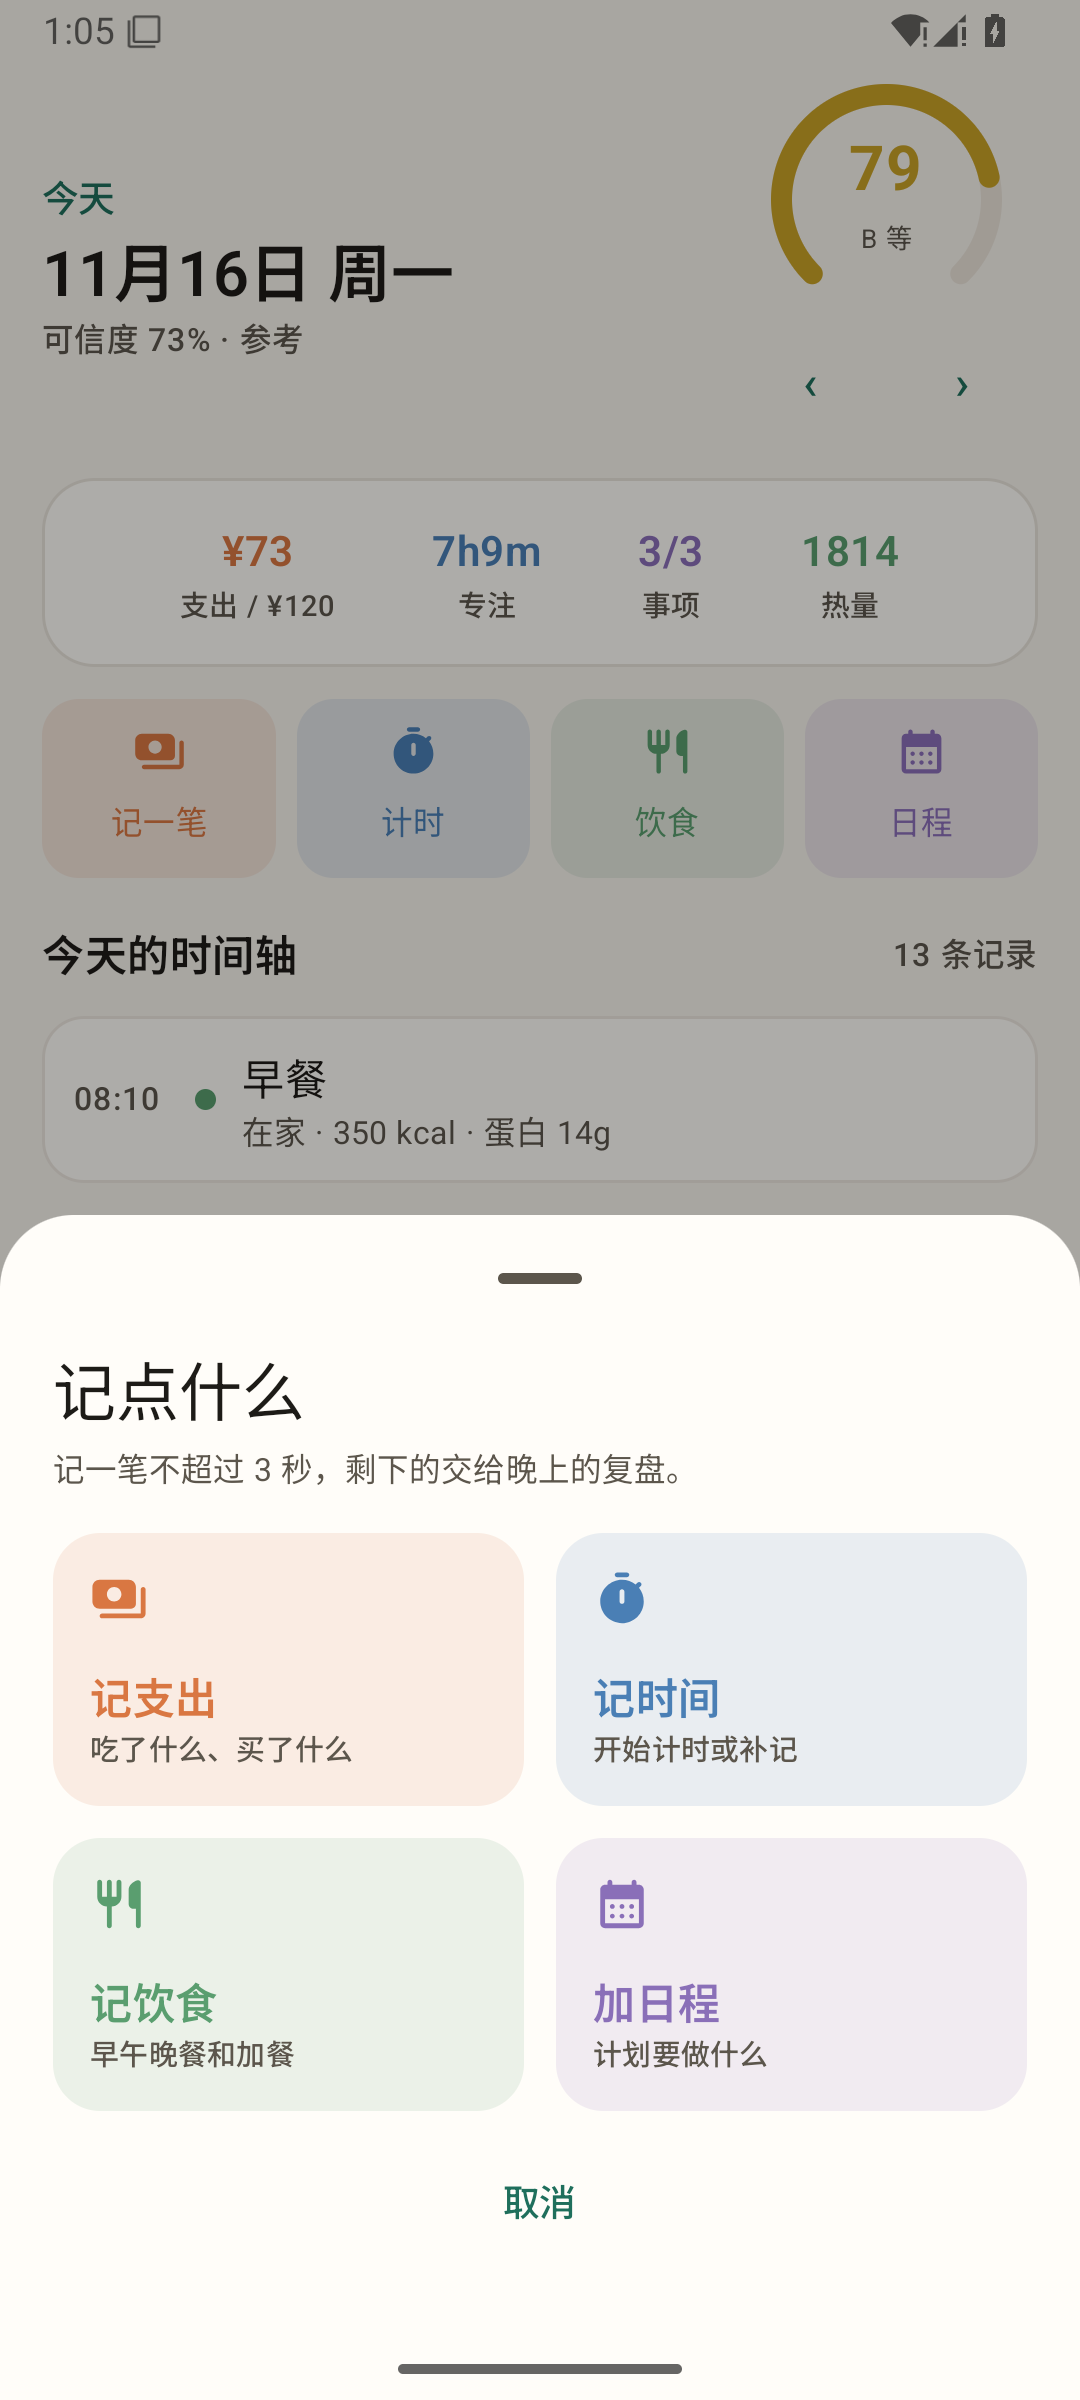 1:05
79
B 等
今天
11月16日 周一
可信度 73% · 参考
‹ ›
¥73 7h9m 3/3 1814
支出 / ¥120 专注 事项 热量
记一笔 计时 饮食 日程
今天的时间轴 13 条记录
早餐
08:10
在家 · 350 kcal · 蛋白 14g
记点什么
记一笔不超过 3 秒，剩下的交给晚上的复盘。
记支出
吃了什么、买了什么
记时间
开始计时或补记
记饮食
早午晚餐和加餐
加日程
计划要做什么
取消